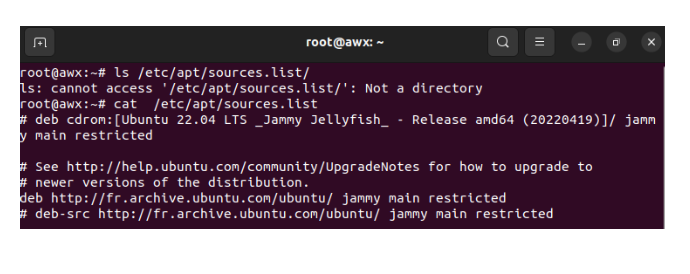 root@awx: ~
root@awx:~# ls /etc/apt/sources.list/
ls: cannot access '/etc/apt/sources.list/': Not a directory
root@awx:~# cat  /etc/apt/sources.list
# deb cdrom:[Ubuntu 22.04 LTS _Jammy Jellyfish_ - Release amd64 (20220419)]/ jamm
y main restricted
# See http://help.ubuntu.com/community/UpgradeNotes for how to upgrade to
# newer versions of the distribution.
deb http://fr.archive.ubuntu.com/ubuntu/ jammy main restricted
# deb-src http://fr.archive.ubuntu.com/ubuntu/ jammy main restricted